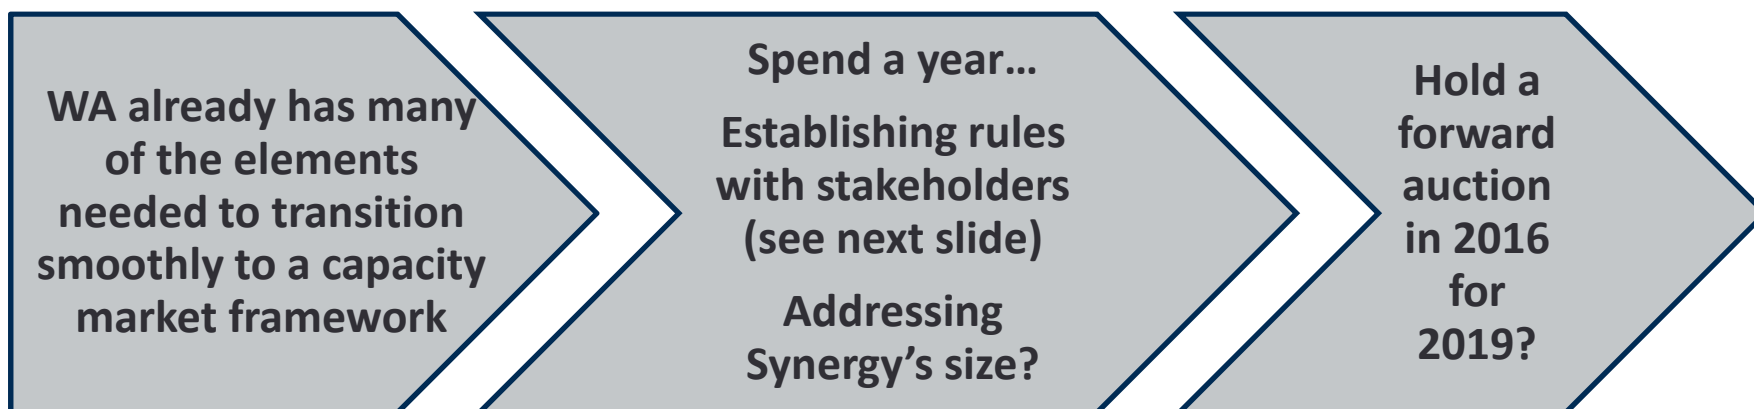 WA already has many
of the elements
needed to transition
smoothly to a capacity
market framework
Spend a year…
Establishing rules
with stakeholders
(see next slide)
Addressing
Synergy’s size?
Hold a
forward
auction
in 2016
for
2019?